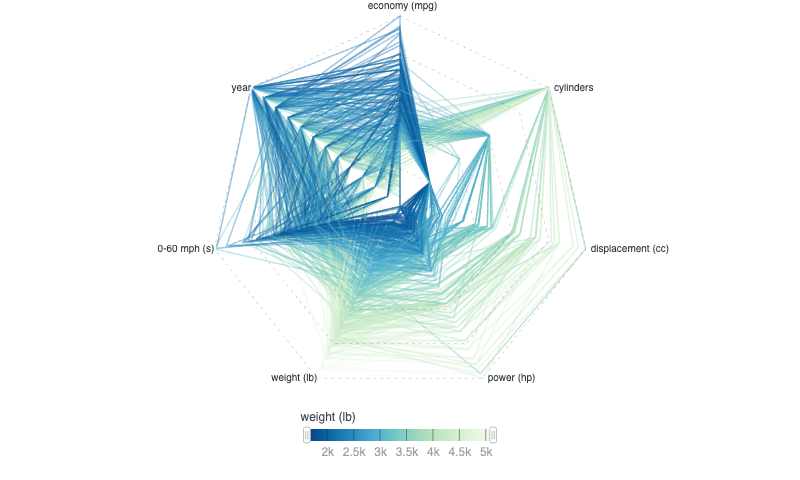 economy (mpg)
year
cylinders
0-60 mph (s)
displacement (cc)
weight (lb)
power (hp)
weight (lb)
2k 2.5k 3k 3.5k 4k 4.5k 5k